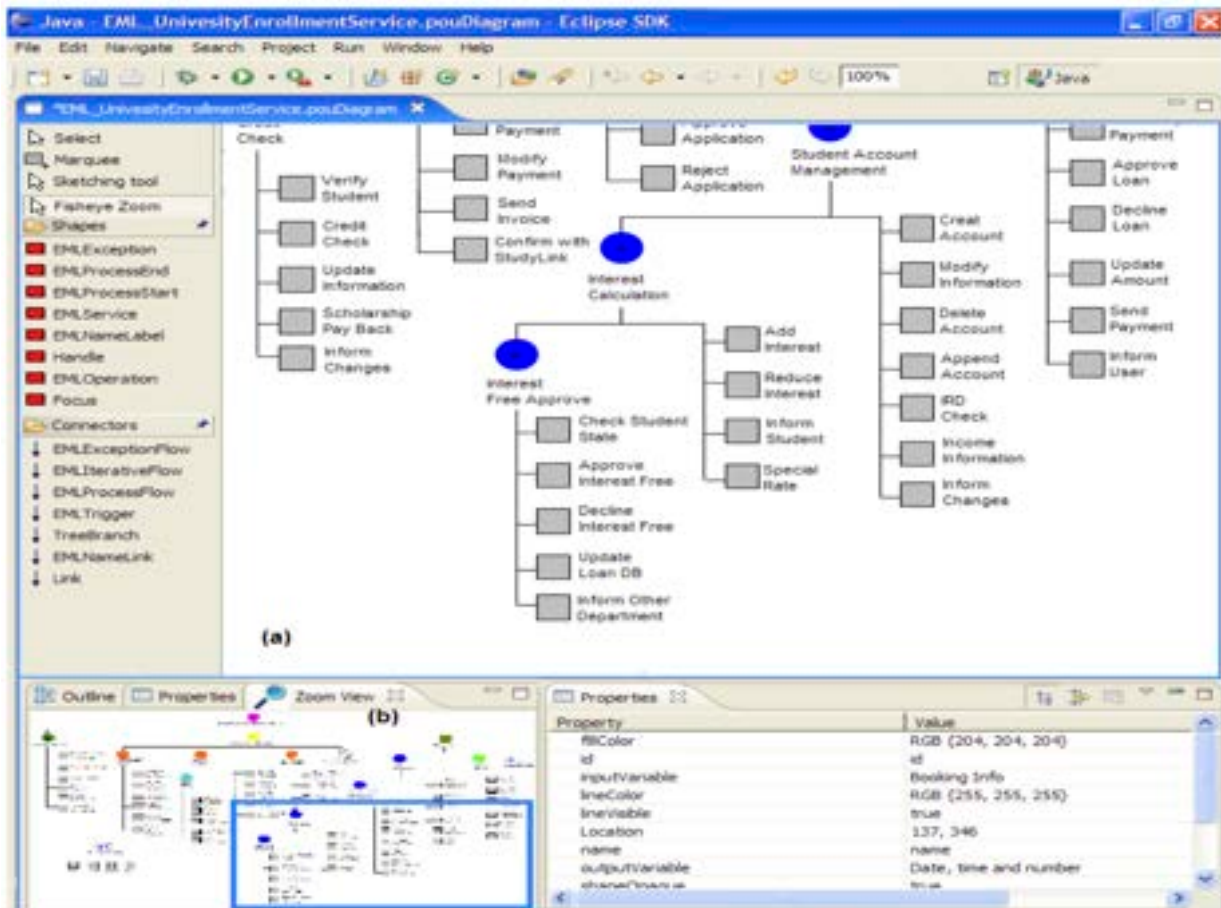 Java - EML_UnivesityEnrollmentService.pouDiagram - Eclipse SDK
File Edit Navigate Search Project Run Window Help
100%
Java
*EML_UnivesityEnrollmentService.pouDiagram
Select
Marquee
Sketching tool
Fisheye Zoom
Shapes
EMLException
EMLProcessEnd
EMLProcessStart
EMLService
EMLNameLabel
Handle
EMLOperation
Focus
Connectors
EMLExceptionFlow
EMLIterativeFlow
EMLProcessFlow
EMLTrigger
TreeBranch
EMLNameLink
Link
Check
Verify
Student
Credit
Check
Update
Information
Scholarship
Pay Back
Inform
Changes
Payment
Modify
Payment
Send
Invoice
Confirm with
StudyLink
Application
Reject
Application
Student Account
Management
Interest
Calculation
Interest
Free Approve
Check Student
State
Approve
Interest Free
Decline
Interest Free
Update
Loan DB
Inform Other
Department
Add
Interest
Reduce
Interest
Inform
Student
Special
Rate
Creat
Account
Modify
Information
Delete
Account
Append
Account
IRD
Check
Income
Information
Inform
Changes
Payment
Approve
Loan
Decline
Loan
Update
Amount
Send
Payment
Inform
User
(a)
Outline Properties Zoom View
(b)
Properties
Property Value
fillColor RGB {204, 204, 204}
id id
inputVariable Booking Info
lineColor RGB {255, 255, 255}
lineVisible true
Location 137, 346
name name
outputVariable Date, time and number
shapeOpaque true